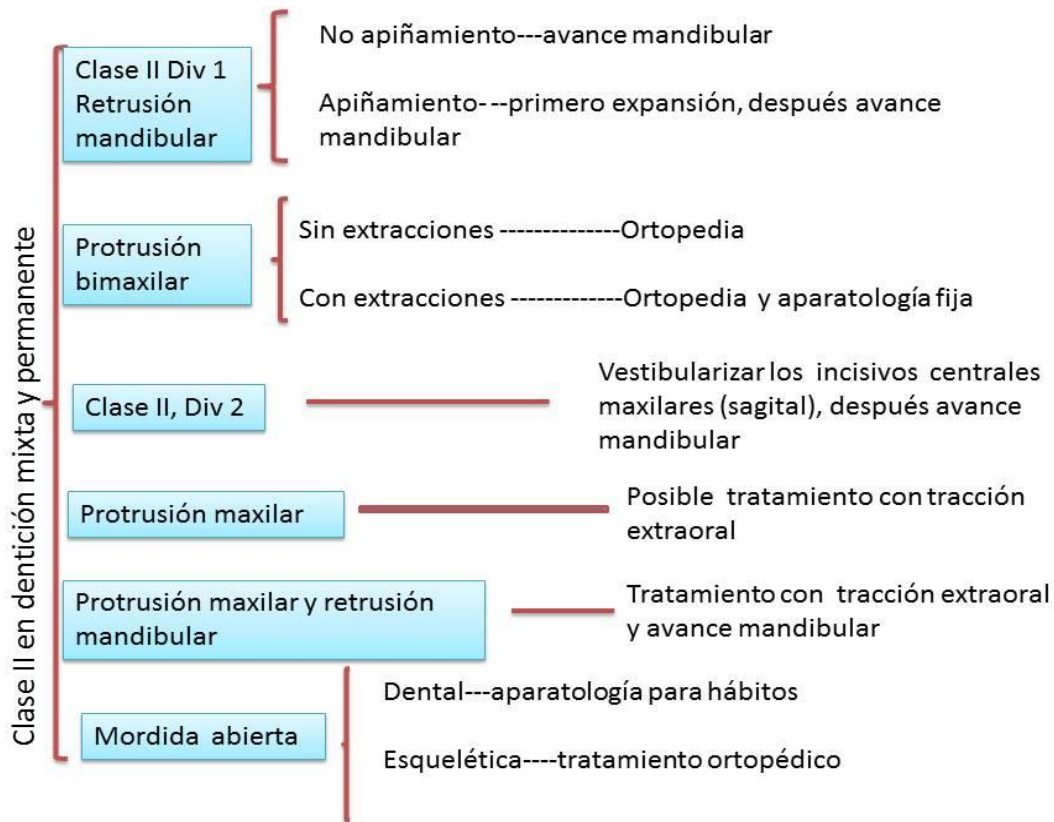 Clase II en dentición mixta y permanente
Clase II Div 1
Retrusión
mandibular
No apiñamiento---avance mandibular
Apiñamiento- --primero expansión, después avance
mandibular
Protrusión
bimaxilar
Sin extracciones --------------Ortopedia
Con extracciones -------------Ortopedia y aparatología fija
Clase II, Div 2
Vestibularizar los incisivos centrales
maxilares (sagital), después avance
mandibular
Protrusión maxilar
Posible tratamiento con tracción
extraoral
Protrusión maxilar y retrusión
mandibular
Tratamiento con tracción extraoral
y avance mandibular
Mordida abierta
Dental---aparatología para hábitos
Esquelética----tratamiento ortopédico